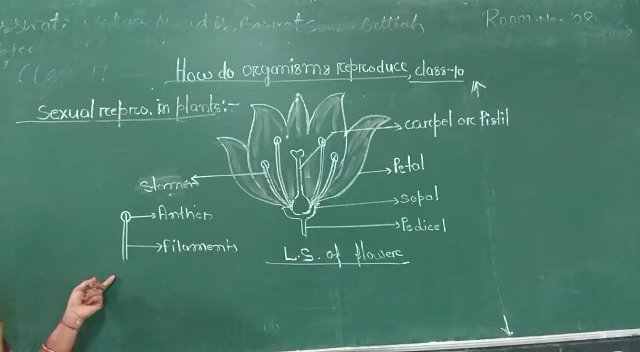 Room.No. 08
Class
How do organisms reproduce, class-10
Sexual repro. in plants:-
carpel or Pistil
Petal
Stamen
Sepal
Anther
Pedicel
Filaments
L.S. of flower